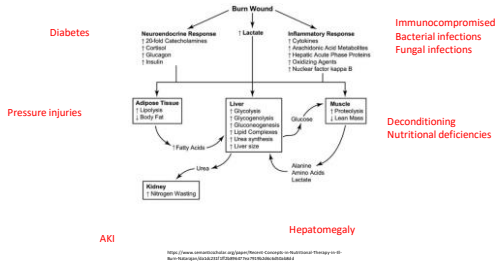 Burn Wound
Diabetes
Neuroendocrine Response
↑ 20-fold Catecholamines
↑ Cortisol
↑ Glucagon
↑ Insulin
↑ Lactate
Inflammatory Response
↑ Cytokines
↑ Arachidonic Acid Metabolites
↑ Hepatic Acute Phase Proteins
↑ Oxidizing Agents
↑ Nuclear factor kappa B
Immunocompromised
Bacterial infections
Fungal infections
Pressure injuries
Adipose Tissue
↑ Lipolysis
↓ Body Fat
Liver
↑ Glycolysis
↑ Glycogenolysis
↑ Gluconeogenesis
↑ Lipid Complexes
↑ Urea synthesis
↑ Liver size
Glucose
Muscle
↑ Proteolysis
↓ Lean Mass
Deconditioning
Nutritional deficiencies
↑ Fatty Acids
Urea
Alanine
Amino Acids
Lactate
Kidney
↑ Nitrogen Wasting
AKI
Hepatomegaly